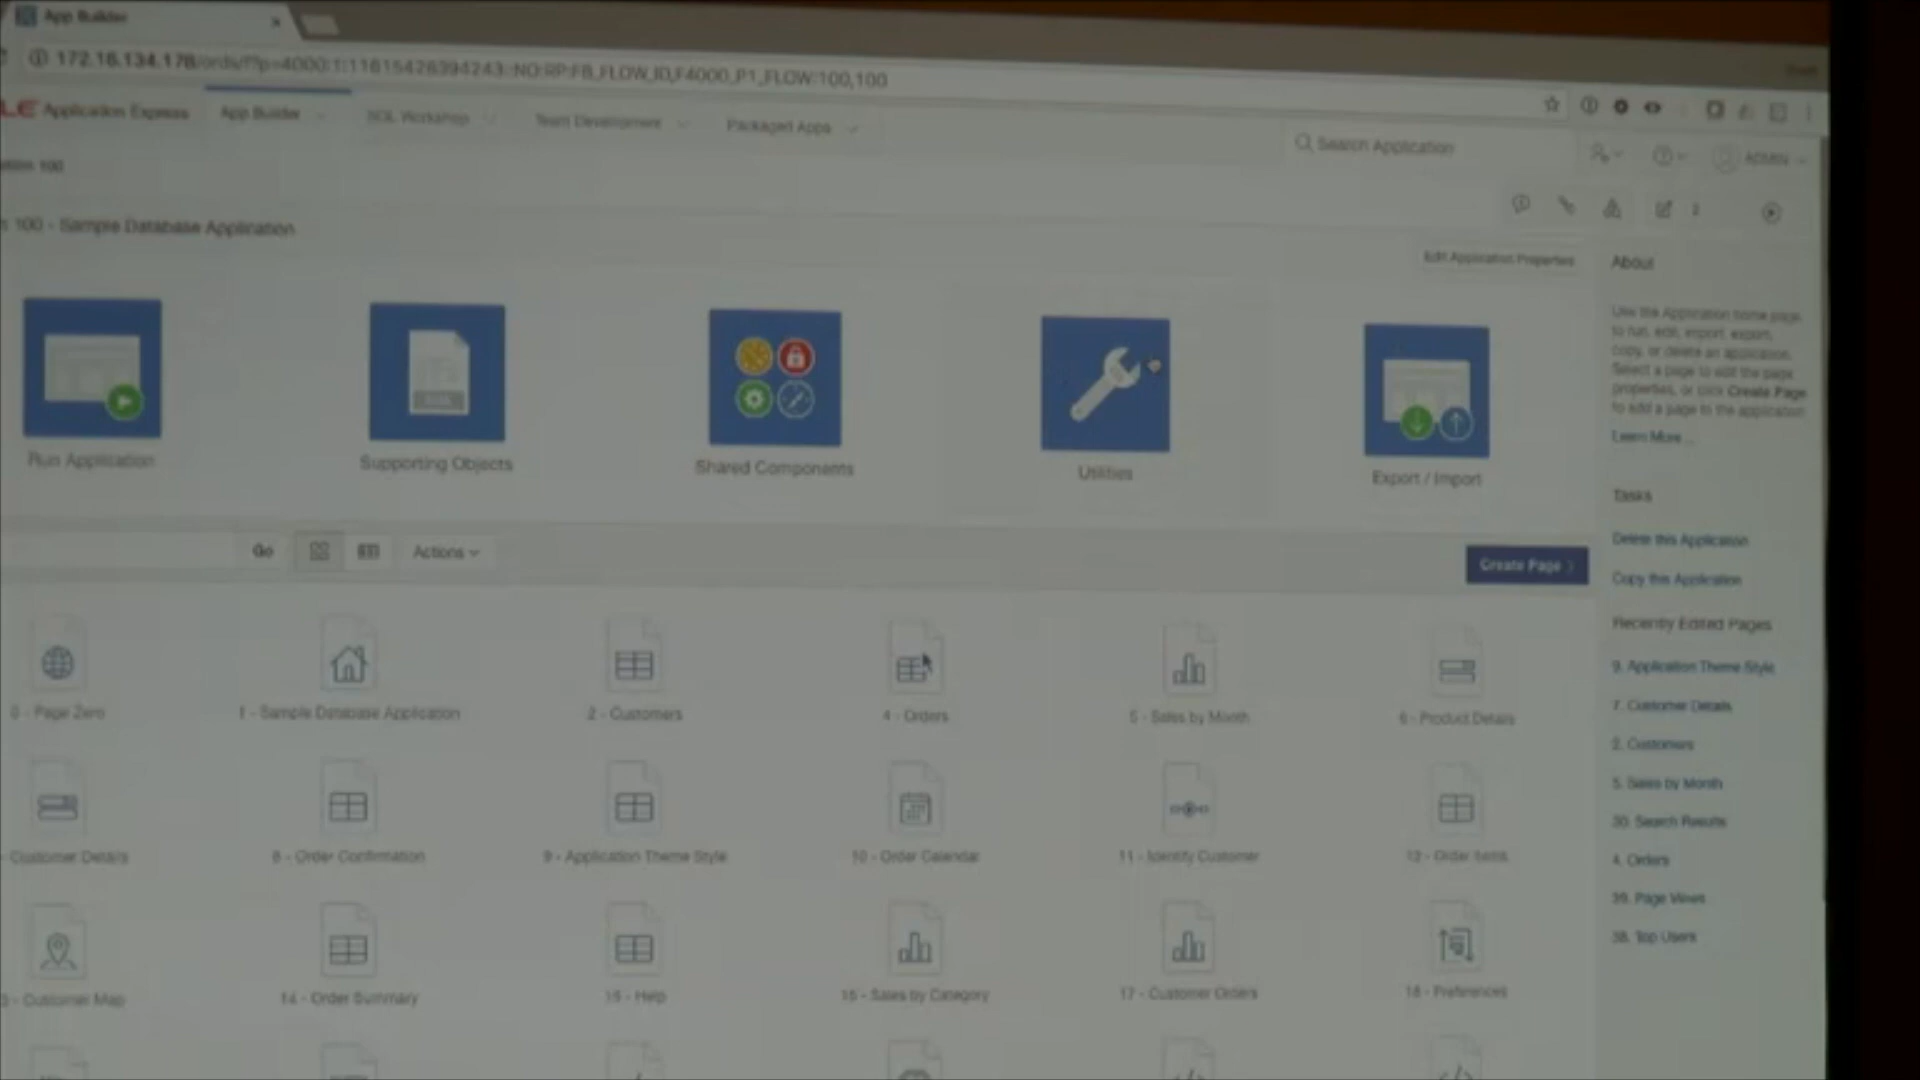 App Builder
172.16.134.178/ords/f?p=4000:1:11615426394243::NO:RP:FB_FLOW_ID,F4000_P1_FLOW:100,100
LE Application Express App Builder SQL Workshop Team Development Packaged Apps
Search Application
ADMIN
100
100 - Sample Database Application
2
Edit Application Properties
About
Use the Application home page
to run, edit, import, export,
copy, or delete an application.
Select a page to edit the page
properties, or click Create Page
to add a page to the application.
Learn More...
Run Application
Supporting Objects
Shared Components
Utilities
Export / Import
Tasks
Delete this Application
Copy this Application
Go
Actions
Create Page
Recently Edited Pages
9. Application Theme Style
7. Customer Details
2. Customers
5. Sales by Month
30. Search Results
4. Orders
39. Page Views
38. Top Users
0 - Page Zero
1 - Sample Database Application
2 - Customers
4 - Orders
5 - Sales by Month
6 - Product Details
- Customer Details
8 - Order Confirmation
9 - Application Theme Style
10 - Order Calendar
11 - Identify Customer
12 - Order Items
- Customer Map
14 - Order Summary
15 - Help
16 - Sales by Category
17 - Customer Orders
18 - Preferences